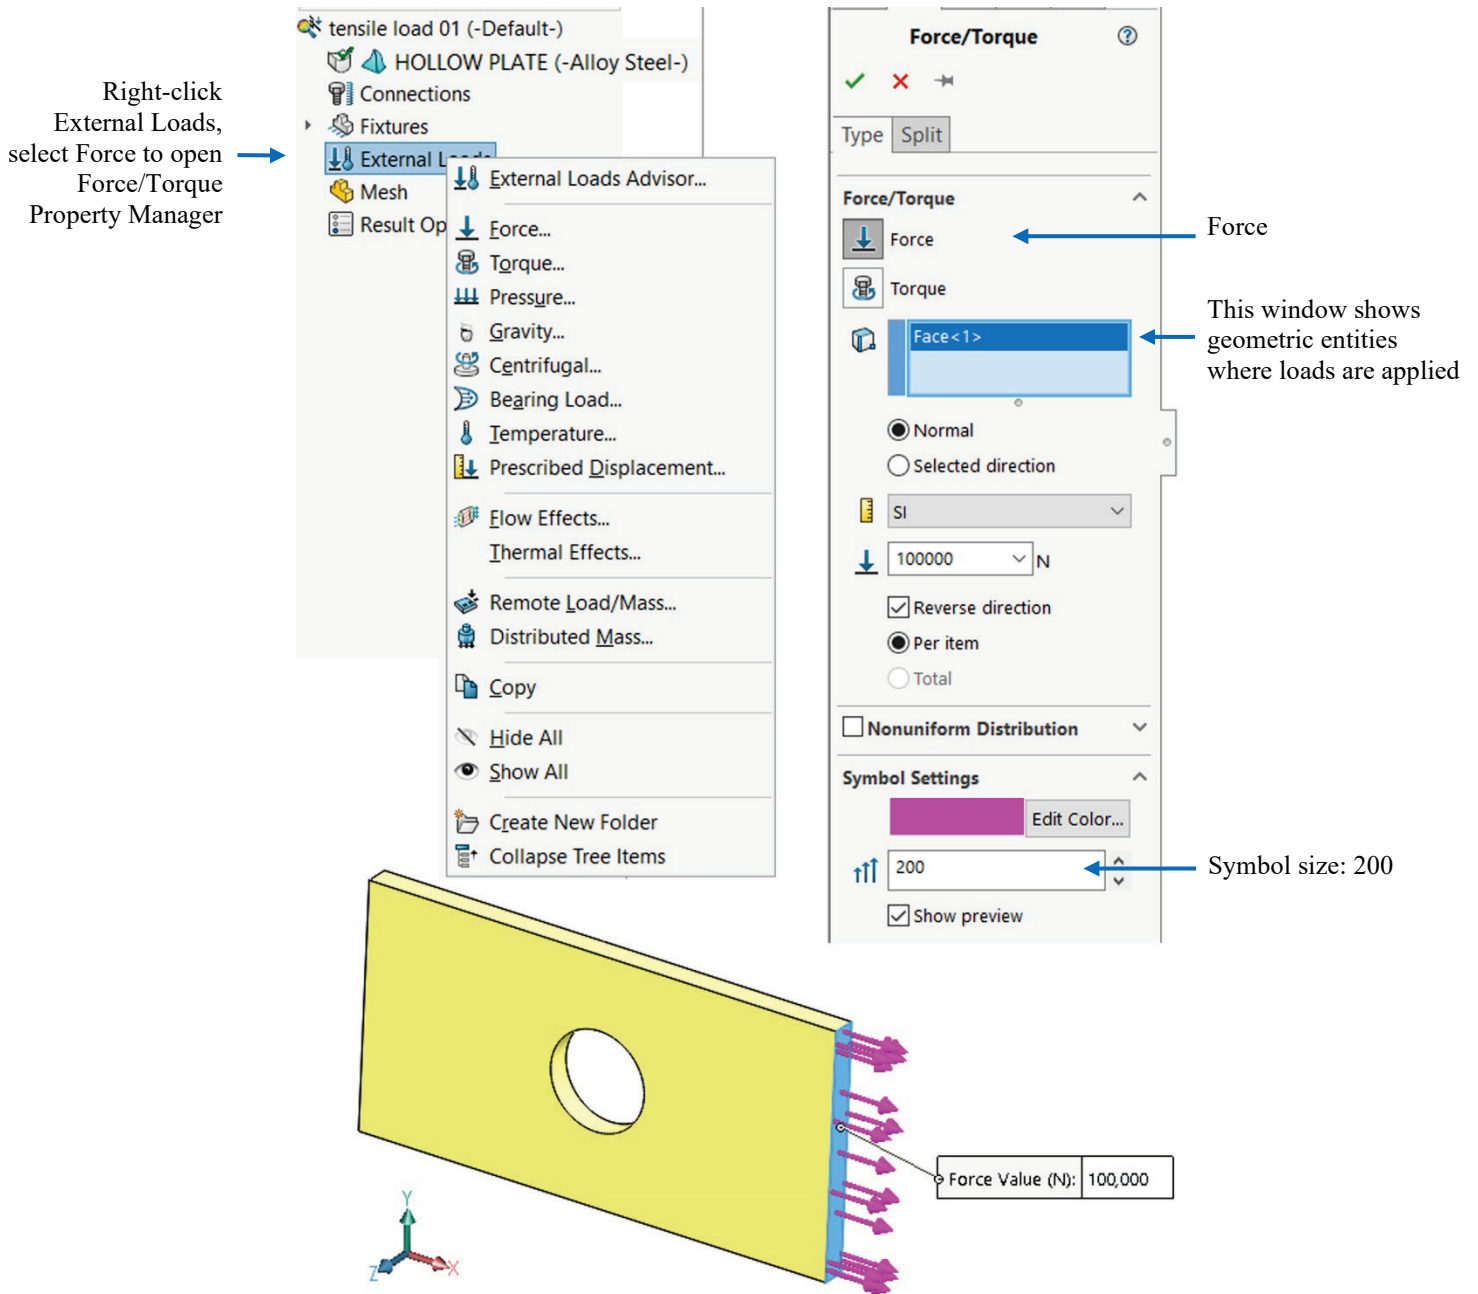 Right-click
External Loads,
select Force to open
Force/Torque
Property Manager
tensile load 01 (-Default-)
HOLLOW PLATE (-Alloy Steel-)
Connections
Fixtures
External
Mesh
Result Op
External Loads Advisor...
Force...
Torque...
Pressure...
Gravity...
Centrifugal...
Bearing Load...
Temperature...
Prescribed Displacement...
Flow Effects...
Thermal Effects...
Remote Load/Mass...
Distributed Mass...
Copy
Hide All
Show All
Create New Folder
Collapse Tree Items
Force/Torque
?
Type Split
Force/Torque
Force
Torque
Face<1>
Normal
Selected direction
SI
100000 N
Reverse direction
Per item
Total
Nonuniform Distribution
Symbol Settings
Edit Color...
200
Show preview
Force
This window shows
geometric entities
where loads are applied
Symbol size: 200
Force Value (N): 100,000
Y
Z X